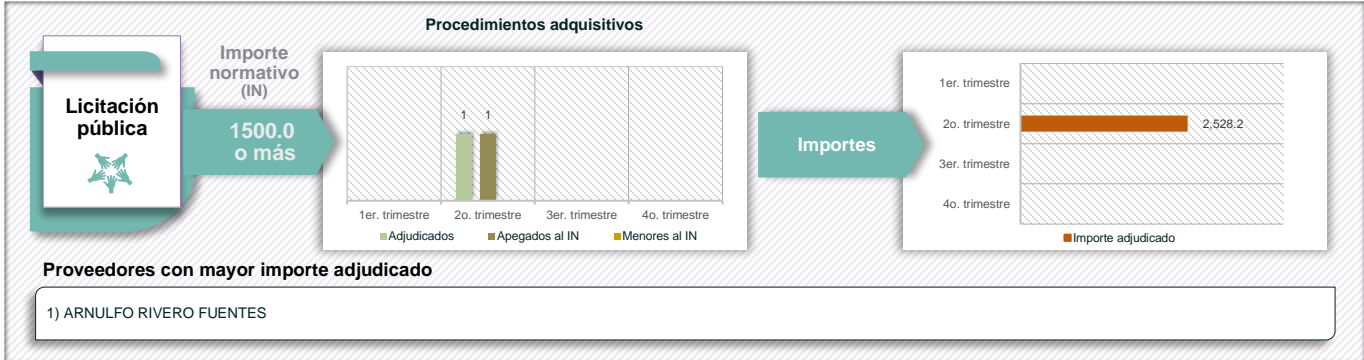 Procedimientos adquisitivos
Licitación
pública
Importe
normativo
(IN)
1500.0
o más
1 1
1er. trimestre 2o. trimestre 3er. trimestre 4o. trimestre
Adjudicados Apegados al IN Menores al IN
Importes
1er. trimestre
2o. trimestre 2,528.2
3er. trimestre
4o. trimestre
Importe adjudicado
Proveedores con mayor importe adjudicado
1) ARNULFO RIVERO FUENTES